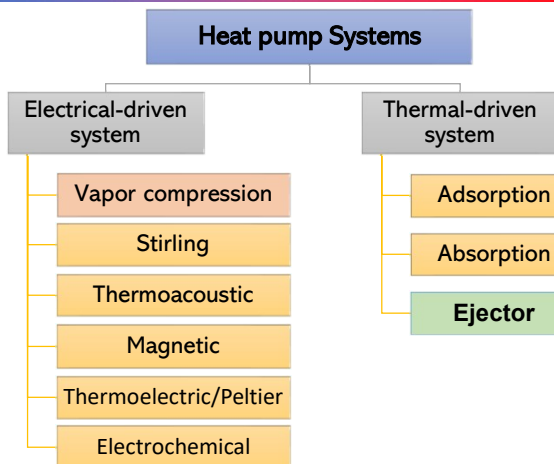 Heat pump Systems
Electrical-driven
system
Vapor compression
Stirling
Thermoacoustic
Magnetic
Thermoelectric/Peltier
Electrochemical
Thermal-driven
system
Adsorption
Absorption
Ejector